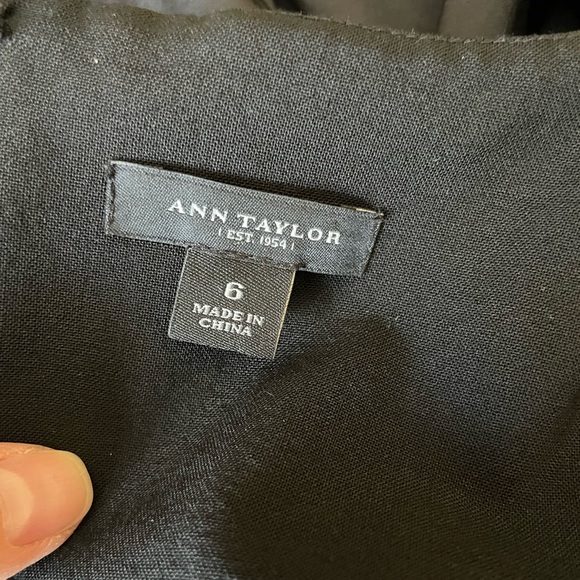 ANN TAYLOR
| EST. 1954 |
6
MADE IN
CHINA